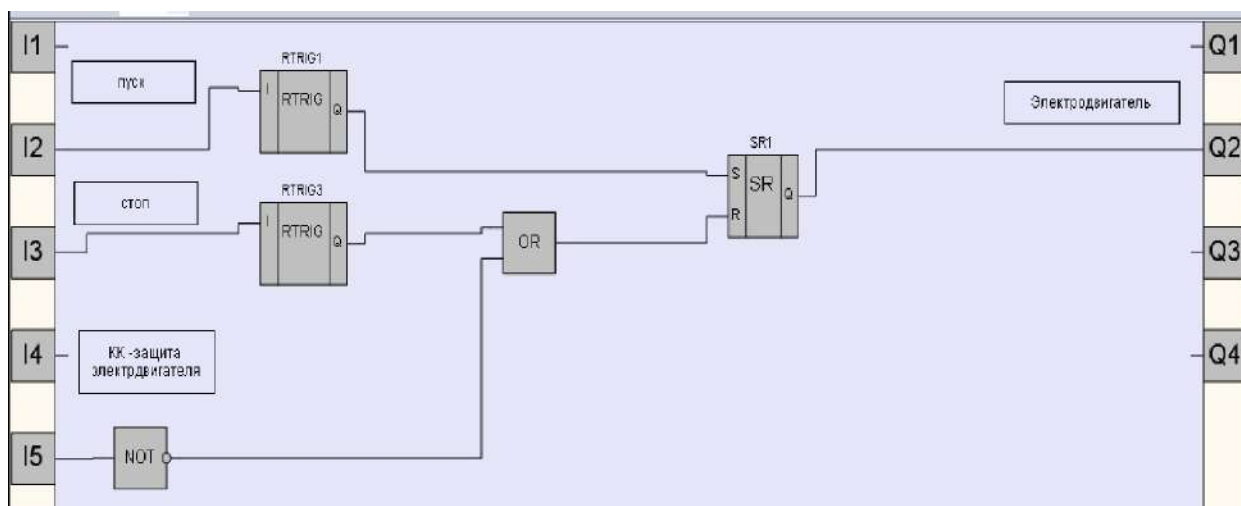 I1
Q1
пуск
RTRIG1
I
RTRIG
Q
Электродвигатель
I2
Q2
SR1
S
SR
Q
R
стоп
RTRIG3
I
RTRIG
Q
OR
I3
Q3
I4
Q4
КК -защита
электрдвигателя
I5
NOT